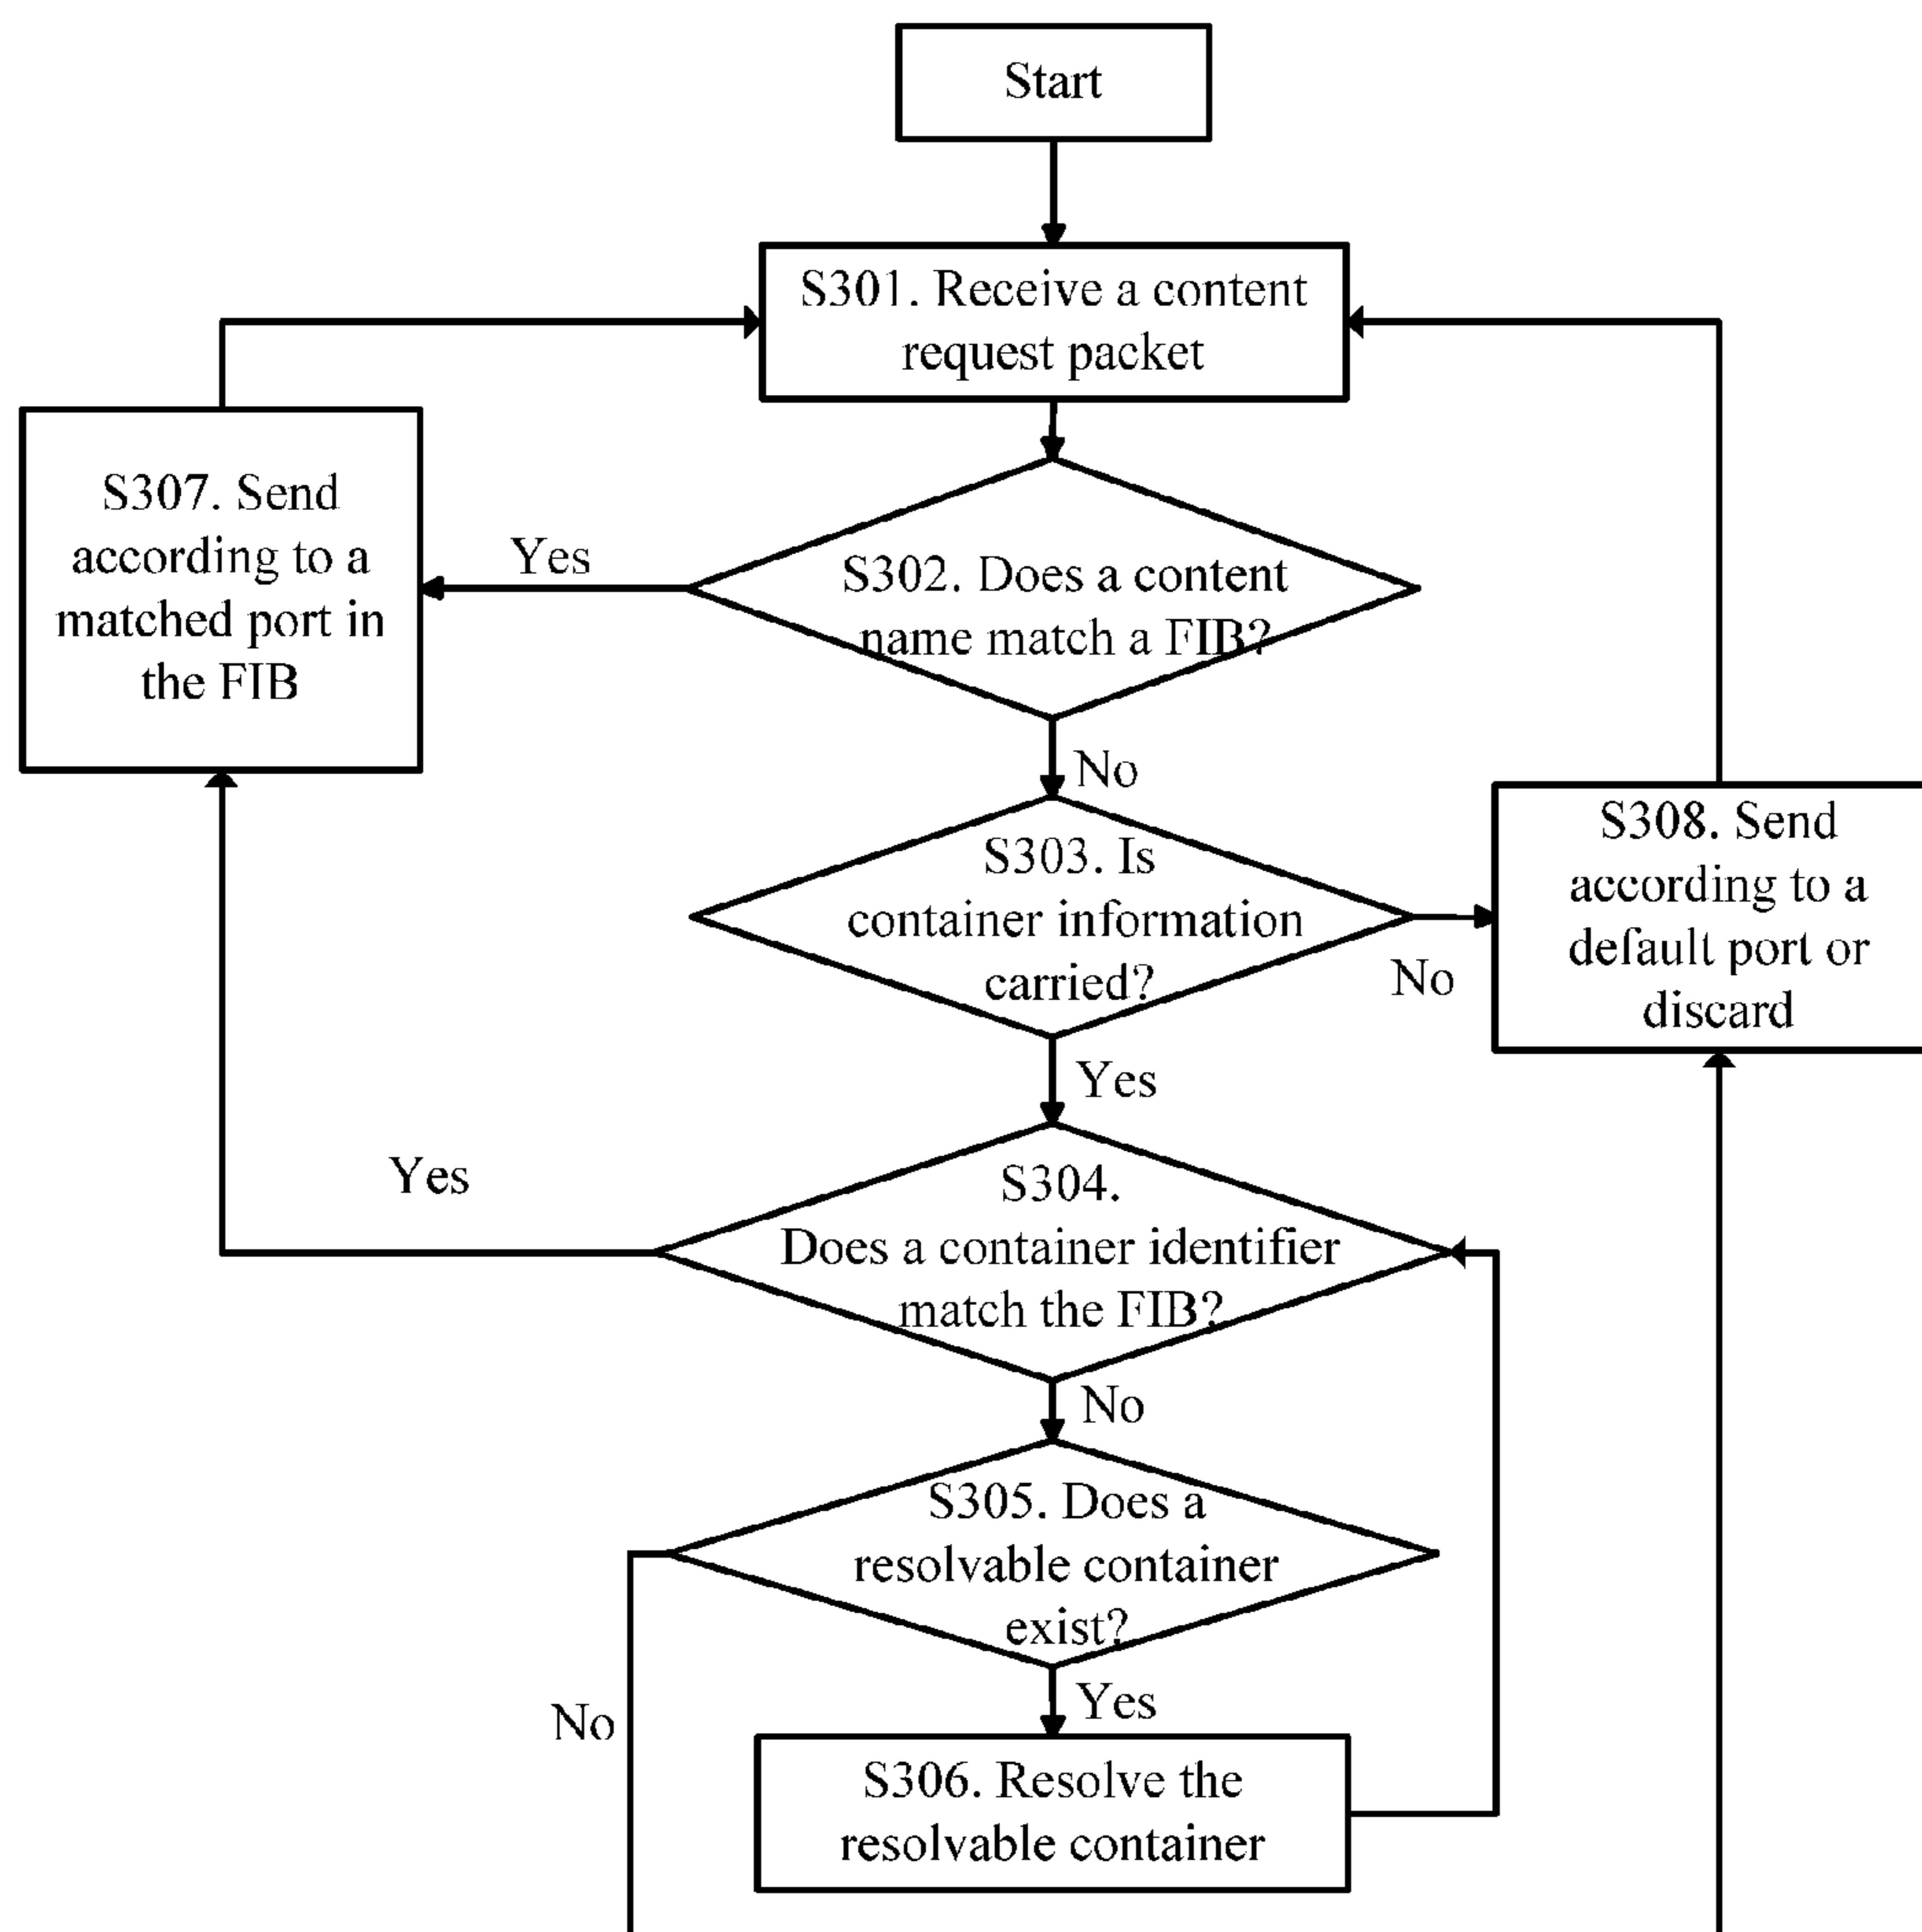 Start
S301. Receive a content
request packet
S307. Send
according to a
matched port in
the FIB
Yes
S302. Does a content
name match a FIB?
No
S303. Is
container information
carried?
No
S308. Send
according to a
default port or
discard
Yes
Yes
S304.
Does a container identifier
match the FIB?
No
S305. Does a
resolvable container
exist?
No
Yes
S306. Resolve the
resolvable container